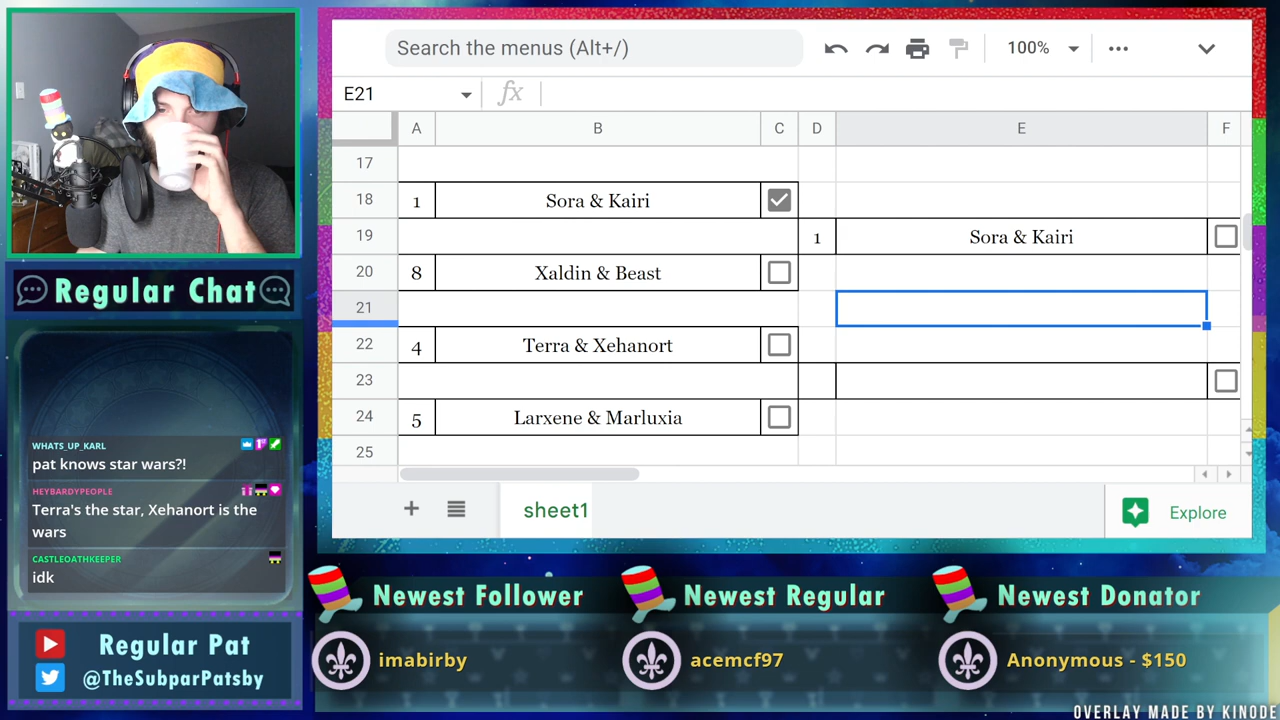 Search the menus (Alt+/)
100%
E21
fx
A B C D E F
17
18 1 Sora & Kairi
19 1 Sora & Kairi
20 8 Xaldin & Beast
21
22 4 Terra & Xehanort
23
24 5 Larxene & Marluxia
25
sheet1
Explore
Regular Chat
WHATS_UP_KARL
pat knows star wars?!
HEYBARDYPEOPLE
Terra's the star, Xehanort is the
wars
CASTLEOATHKEEPER
idk
Regular Pat
@TheSubparPatsby
Newest Follower
imabirby
Newest Regular
acemcf97
Newest Donator
Anonymous - $150
OVERLAY MADE BY KINODE